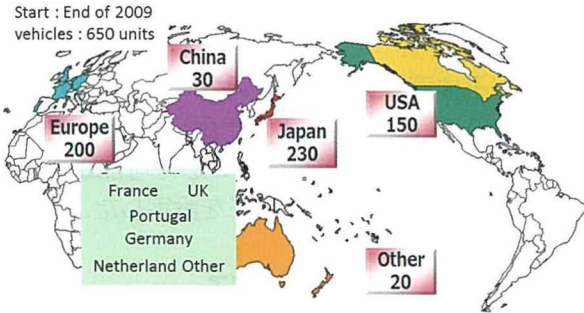 Start : End of 2009
vehicles : 650 units
China
30
Europe
200
Japan
230
USA
150
France UK
Portugal
Germany
Netherland Other
Other
20